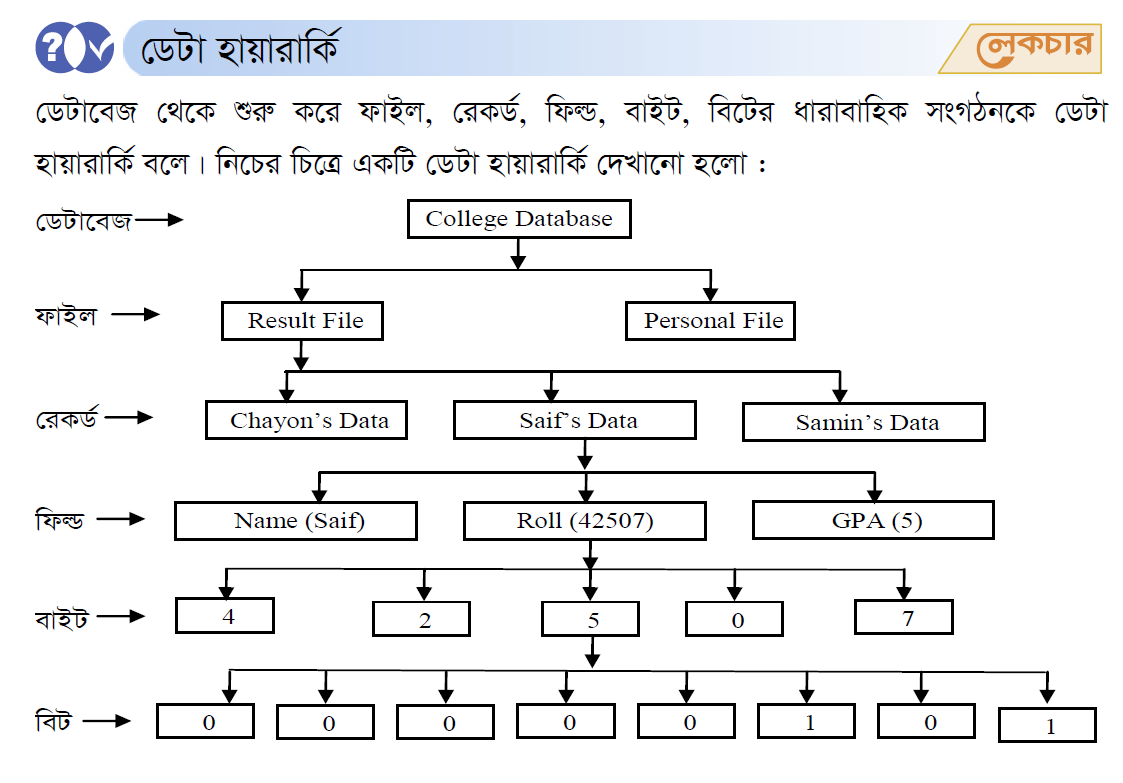 ডেটা হায়ারার্কি
লেকচার
ডেটাবেজ থেকে শুরু করে ফাইল, রেকর্ড, ফিল্ড, বাইট, বিটের ধারাবাহিক সংগঠনকে ডেটা
হায়ারার্কি বলে। নিচের চিত্রে একটি ডেটা হায়ারার্কি দেখানো হলো :
ডেটাবেজ College Database
ফাইল Result File Personal File
রেকর্ড Chayon’s Data Saif’s Data Samin’s Data
ফিল্ড Name (Saif) Roll (42507) GPA (5)
বাইট 4 2 5 0 7
বিট 0 0 0 0 0 1 0 1